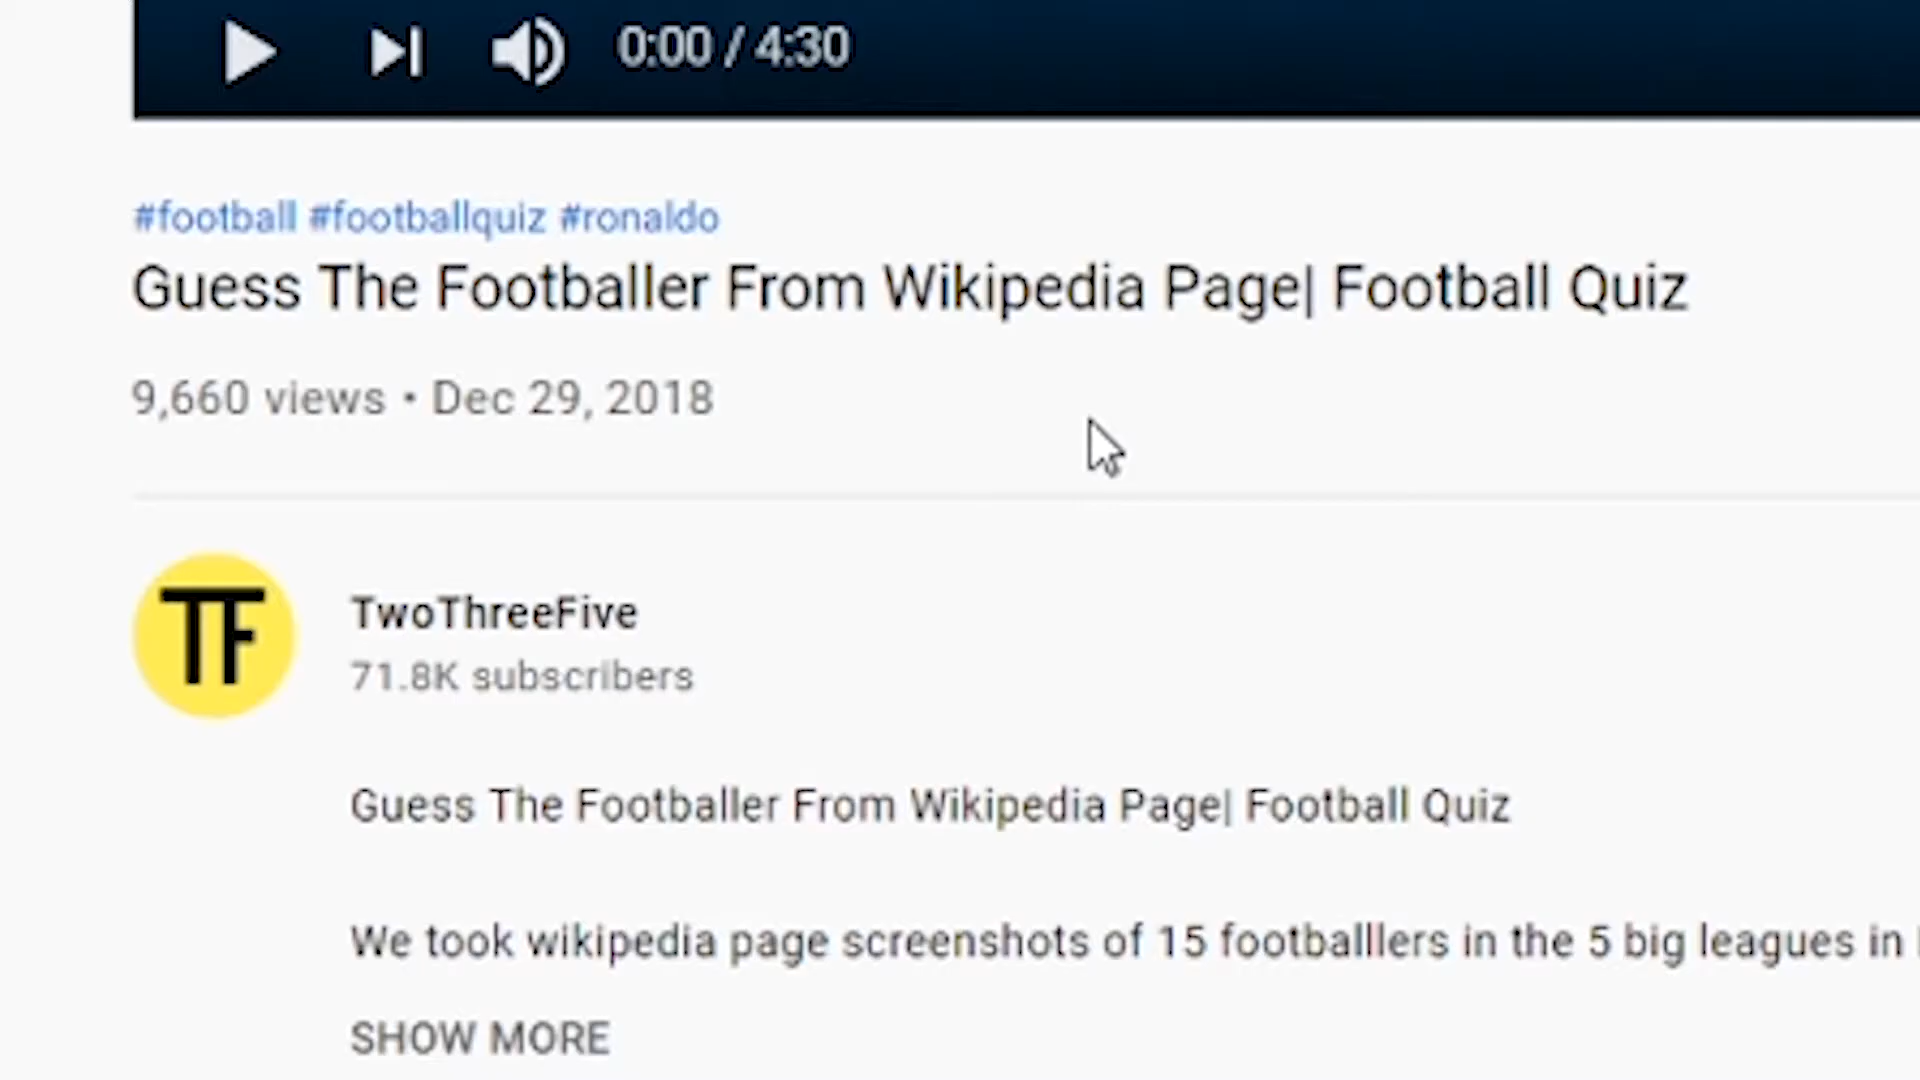 0:00 / 4:30
#football #footballquiz #ronaldo
Guess The Footballer From Wikipedia Page| Football Quiz
9,660 views • Dec 29, 2018
TF
TwoThreeFive
71.8K subscribers
Guess The Footballer From Wikipedia Page| Football Quiz
We took wikipedia page screenshots of 15 footballlers in the 5 big leagues in
SHOW MORE